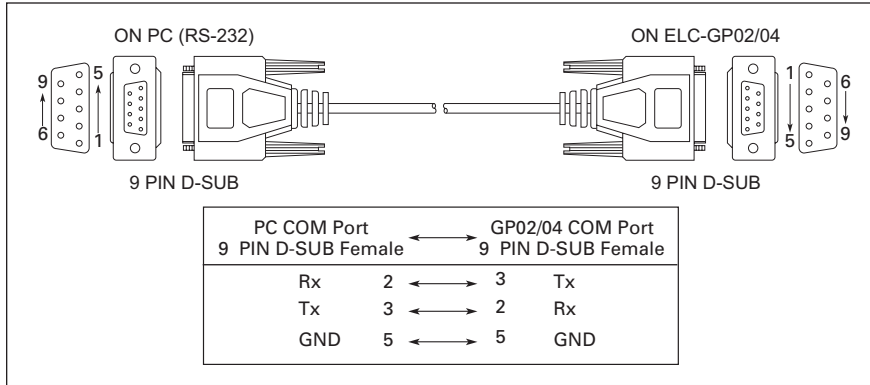 ON PC (RS-232)
ON ELC-GP02/04
9 5
6 1
1 6
5 9
9 PIN D-SUB
9 PIN D-SUB
PC COM Port GP02/04 COM Port
9 PIN D-SUB Female 9 PIN D-SUB Female
Rx 2 3 Tx
Tx 3 2 Rx
GND 5 5 GND